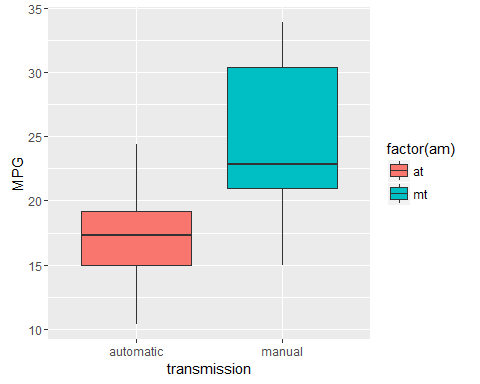 35
30
25
20
15
10
MPG
automatic
manual
transmission
factor(am)
at
mt